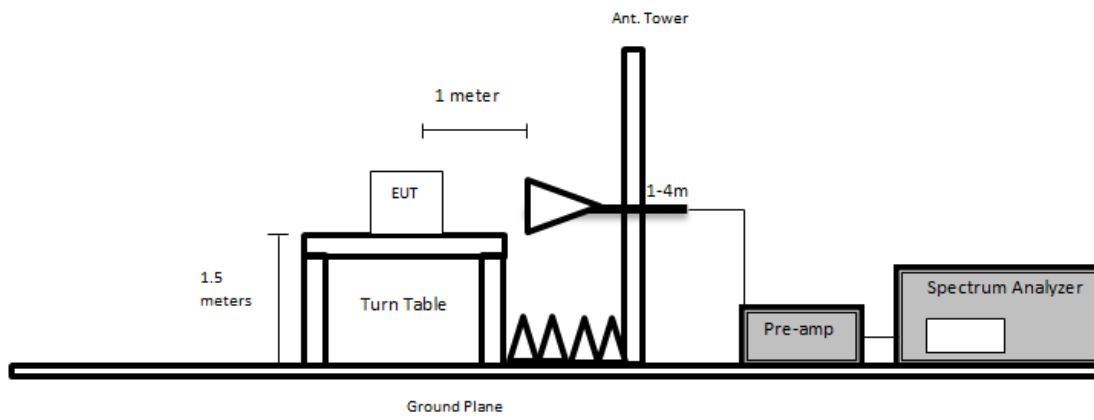 Ant. Tower
1 meter
EUT
1-4m
1.5
meters
Turn Table
Pre-amp
Spectrum Analyzer
Ground Plane